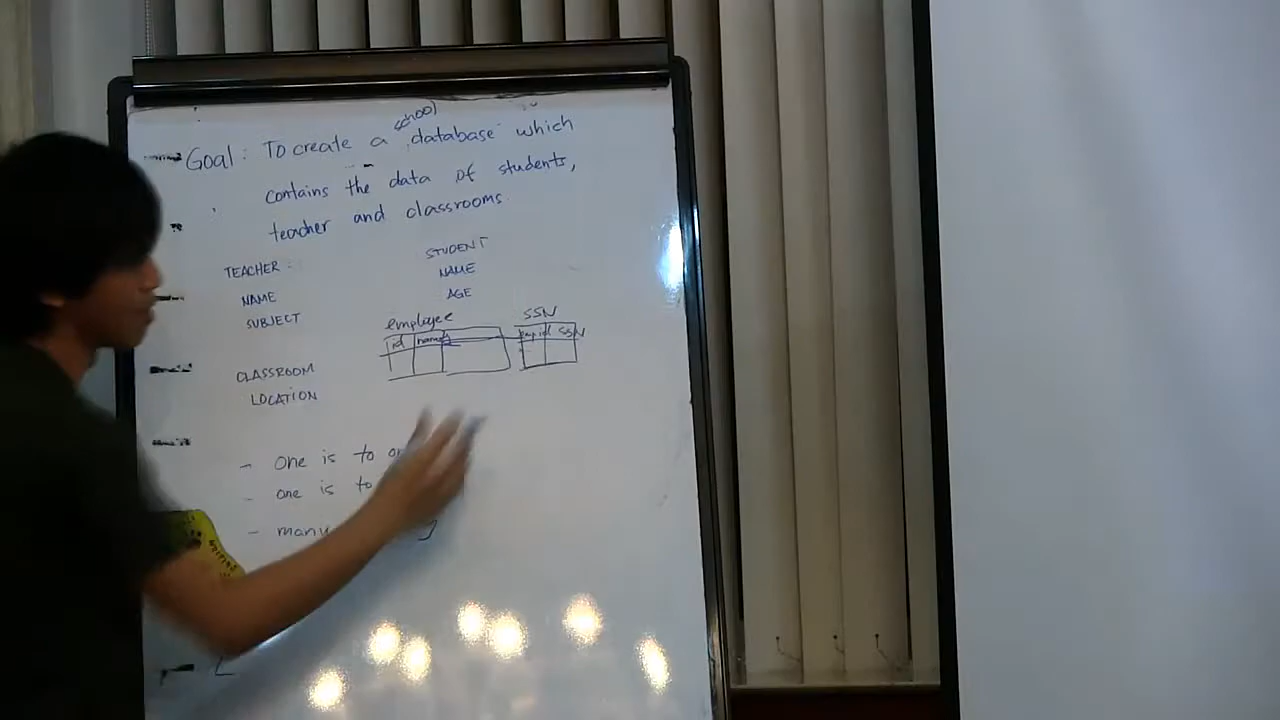 Goal: To create a school database which
contains the data of students,
teacher and classrooms.
TEACHER:
NAME
SUBJECT
STUDENT
NAME
AGE
CLASSROOM
LOCATION
employee
id name
SSN
emp id SSN
- One is to
- one is to
- many